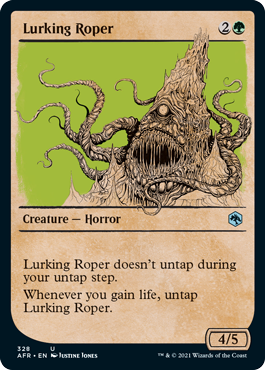 Lurking Roper 2
Creature — Horror
Lurking Roper doesn't untap during
your untap step.
Whenever you gain life, untap
Lurking Roper.
4/5
328 U
AFR • EN Justine Jones
™ & © 2021 Wizards of the Coast